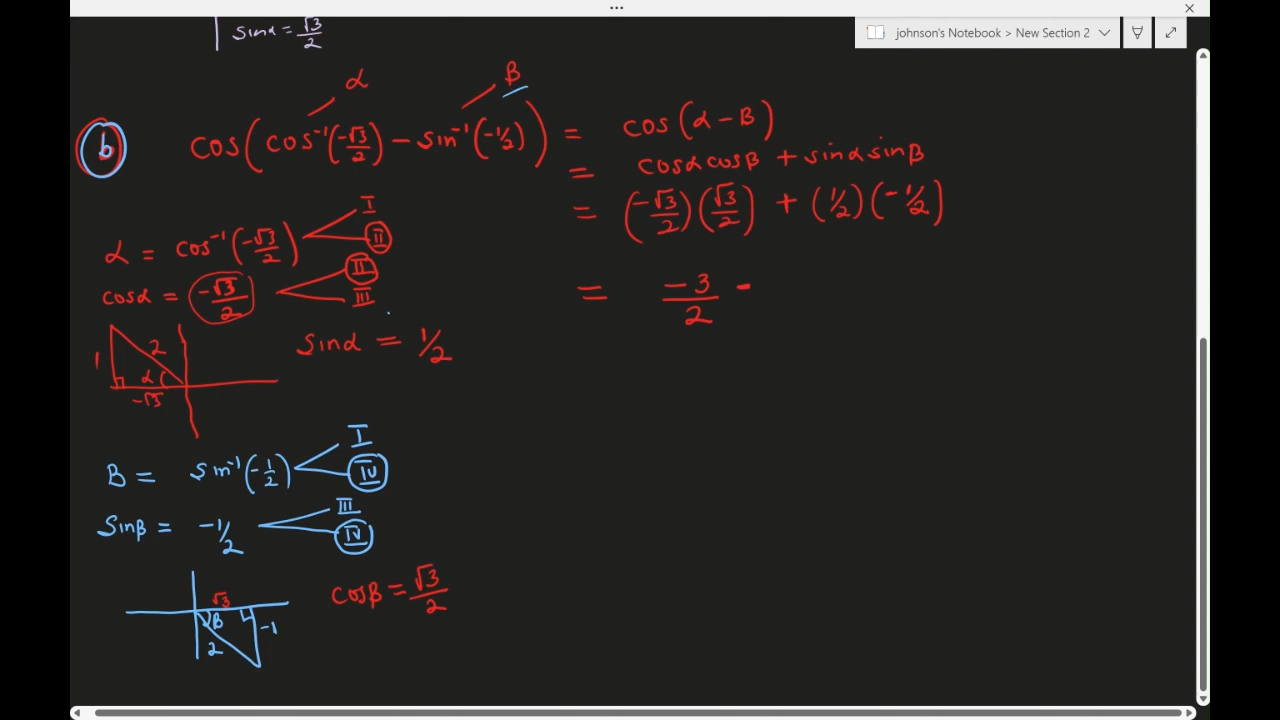 sinα = √3/2
johnson's Notebook > New Section 2
α
β
b
cos(cos⁻¹(-√3/2) - sin⁻¹(-1/2)) = cos(α - β)
= cosα cosβ + sinα sinβ
= (-√3/2)(√3/2) + (1/2)(-1/2)
= -3/2 -
α = cos⁻¹(-√3/2)
I
II
cosα = -√3/2
II
III
1
2
α
-√3
sinα = 1/2
β = sin⁻¹(-1/2)
I
IV
sinβ = -1/2
III
IV
√3
β
2
-1
cosβ = √3/2